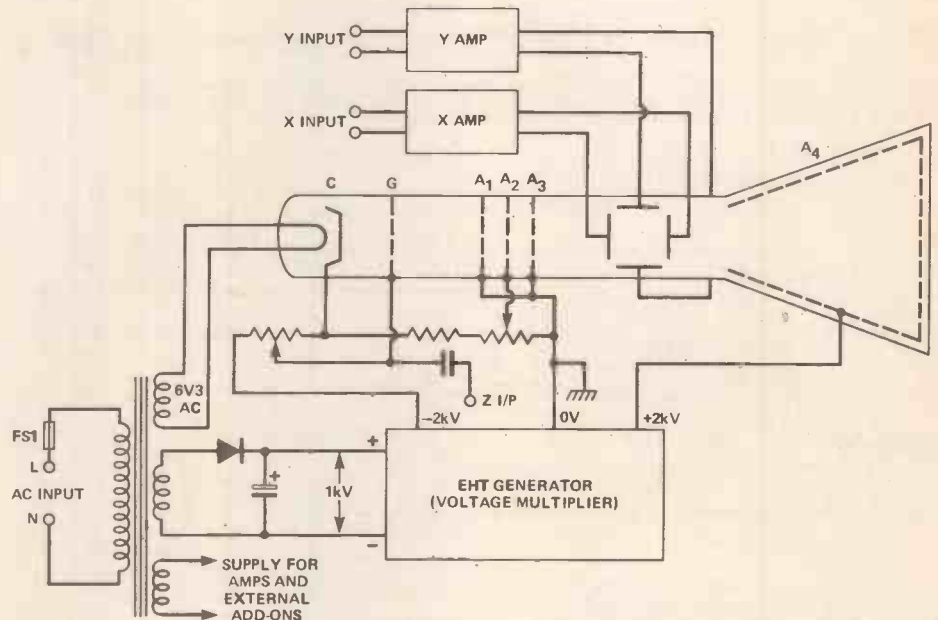 Y INPUT
Y AMP
X INPUT
X AMP
A4
C
G
A1
A2
A3
6V3
AC
Z I/P
–2kV
0V
+2kV
FS1
L
AC INPUT
N
+
1kV
+
–
EHT GENERATOR
(VOLTAGE MULTIPLIER)
SUPPLY FOR
AMPS AND
EXTERNAL
ADD-ONS